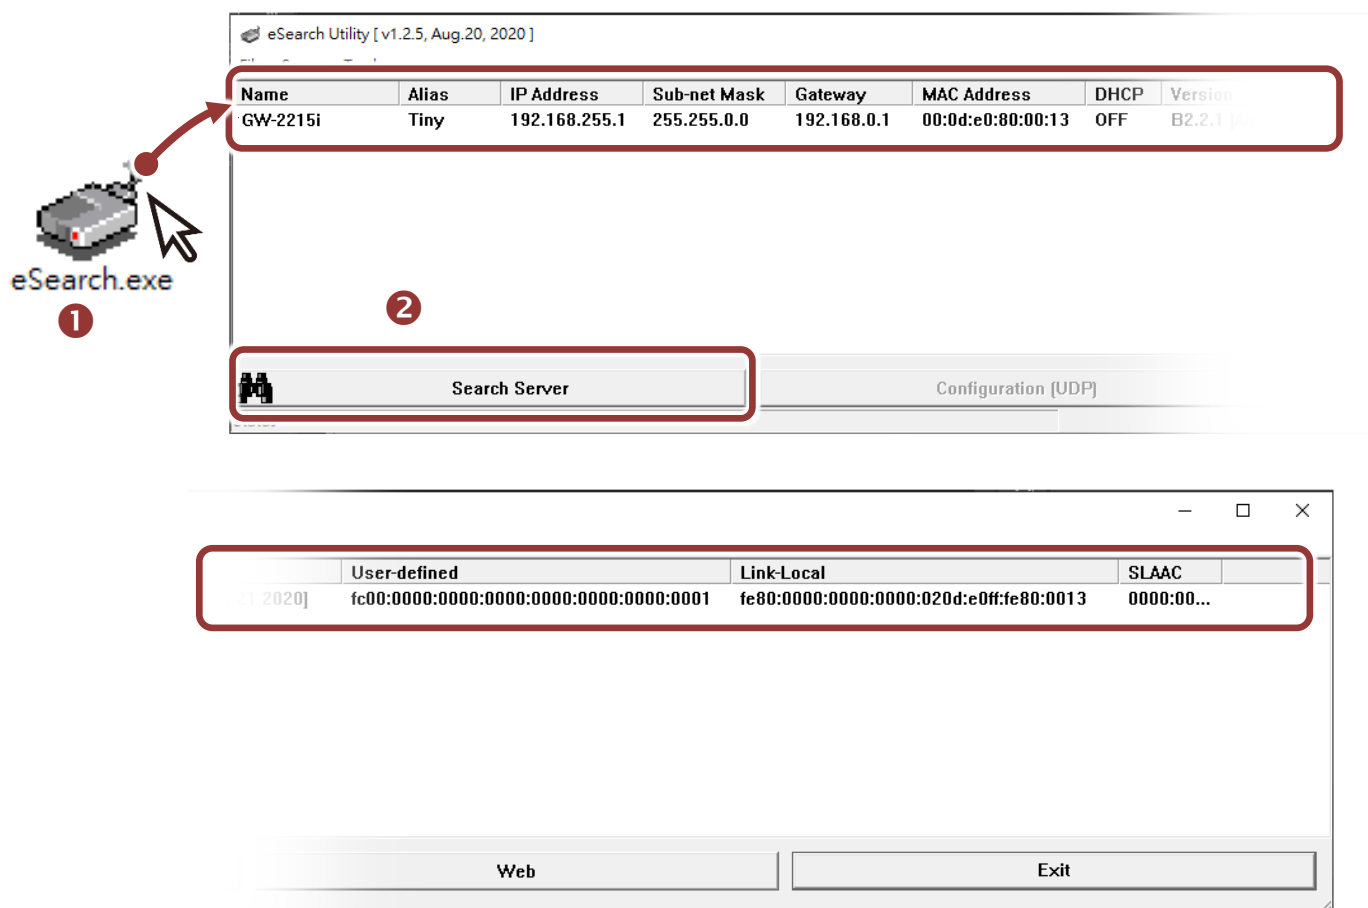 eSearch Utility [ v1.2.5, Aug.20, 2020 ]
Name Alias IP Address Sub-net Mask Gateway MAC Address DHCP Version
GW-2215i Tiny 192.168.255.1 255.255.0.0 192.168.0.1 00:0d:e0:80:00:13 OFF B2.2.1
eSearch.exe
1
2
Search Server Configuration (UDP)
User-defined Link-Local SLAAC
2020] fc00:0000:0000:0000:0000:0000:0000:0001 fe80:0000:0000:0000:020d:e0ff:fe80:0013 0000:00...
Web Exit